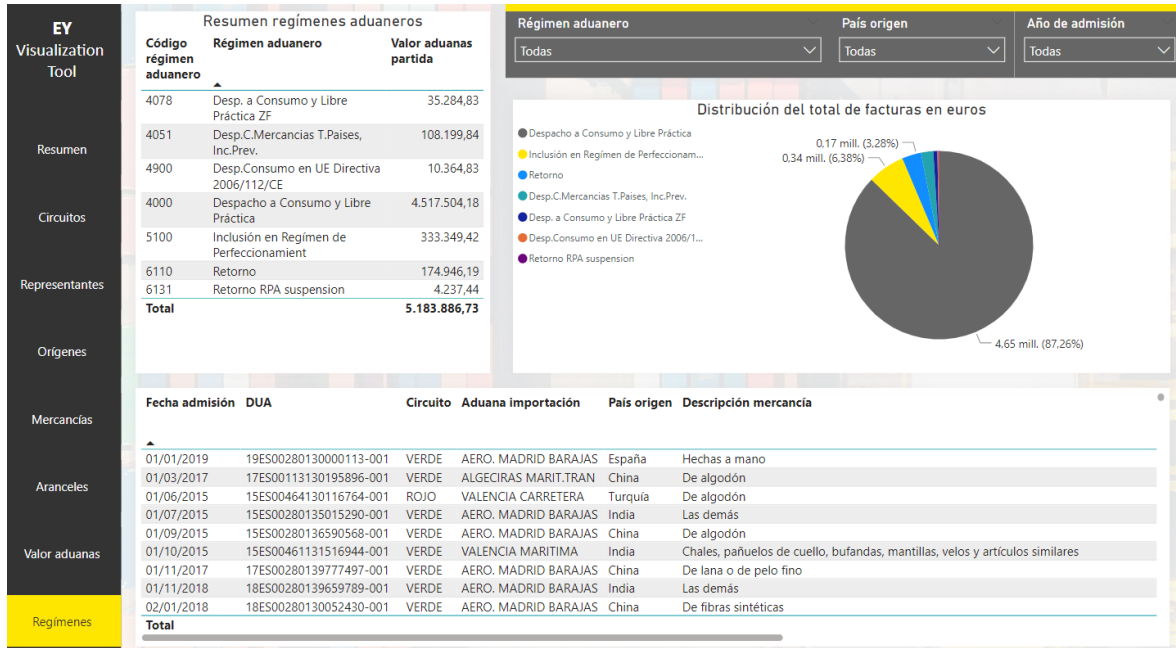 EY
Visualization
Tool
Resumen
Circuitos
Representantes
Orígenes
Mercancías
Aranceles
Valor aduanas
Regímenes
Resumen regímenes aduaneros
Código régimen aduanero Régimen aduanero Valor aduanas partida
4078 Desp. a Consumo y Libre Práctica ZF 35.284,83
4051 Desp.C.Mercancias T.Paises, Inc.Prev. 108.199,84
4900 Desp.Consumo en UE Directiva 2006/112/CE 10.364,83
4000 Despacho a Consumo y Libre Práctica 4.517.504,18
5100 Inclusión en Regímen de Perfeccionamient 333.349,42
6110 Retorno 174.946,19
6131 Retorno RPA suspension 4.237,44
Total 5.183.886,73
Régimen aduanero País origen Año de admisión
Todas Todas Todas
Distribución del total de facturas en euros
Despacho a Consumo y Libre Práctica
Inclusión en Regímen de Perfeccionam...
Retorno
Desp.C.Mercancias T.Paises, Inc.Prev.
Desp. a Consumo y Libre Práctica ZF
Desp.Consumo en UE Directiva 2006/1...
Retorno RPA suspension
0,17 mill. (3,28%)
0,34 mill. (6,38%)
4,65 mill. (87,26%)
Fecha admisión DUA Circuito Aduana importación País origen Descripción mercancía
01/01/2019 19ES00280130000113-001 VERDE AERO. MADRID BARAJAS España Hechas a mano
01/03/2017 17ES00113130195896-001 VERDE ALGECIRAS MARIT.TRAN China De algodón
01/06/2015 15ES00464130116764-001 ROJO VALENCIA CARRETERA Turquía De algodón
01/07/2015 15ES00280135015290-001 VERDE AERO. MADRID BARAJAS India Las demás
01/09/2015 15ES00280136590568-001 VERDE AERO. MADRID BARAJAS China De algodón
01/10/2015 15ES00461131516944-001 VERDE VALENCIA MARITIMA India Chales, pañuelos de cuello, bufandas, mantillas, velos y artículos similares
01/11/2017 17ES00280139777497-001 VERDE AERO. MADRID BARAJAS China De lana o de pelo fino
01/11/2018 18ES00280139659789-001 VERDE AERO. MADRID BARAJAS India Las demás
02/01/2018 18ES00280130052430-001 VERDE AERO. MADRID BARAJAS China De fibras sintéticas
Total